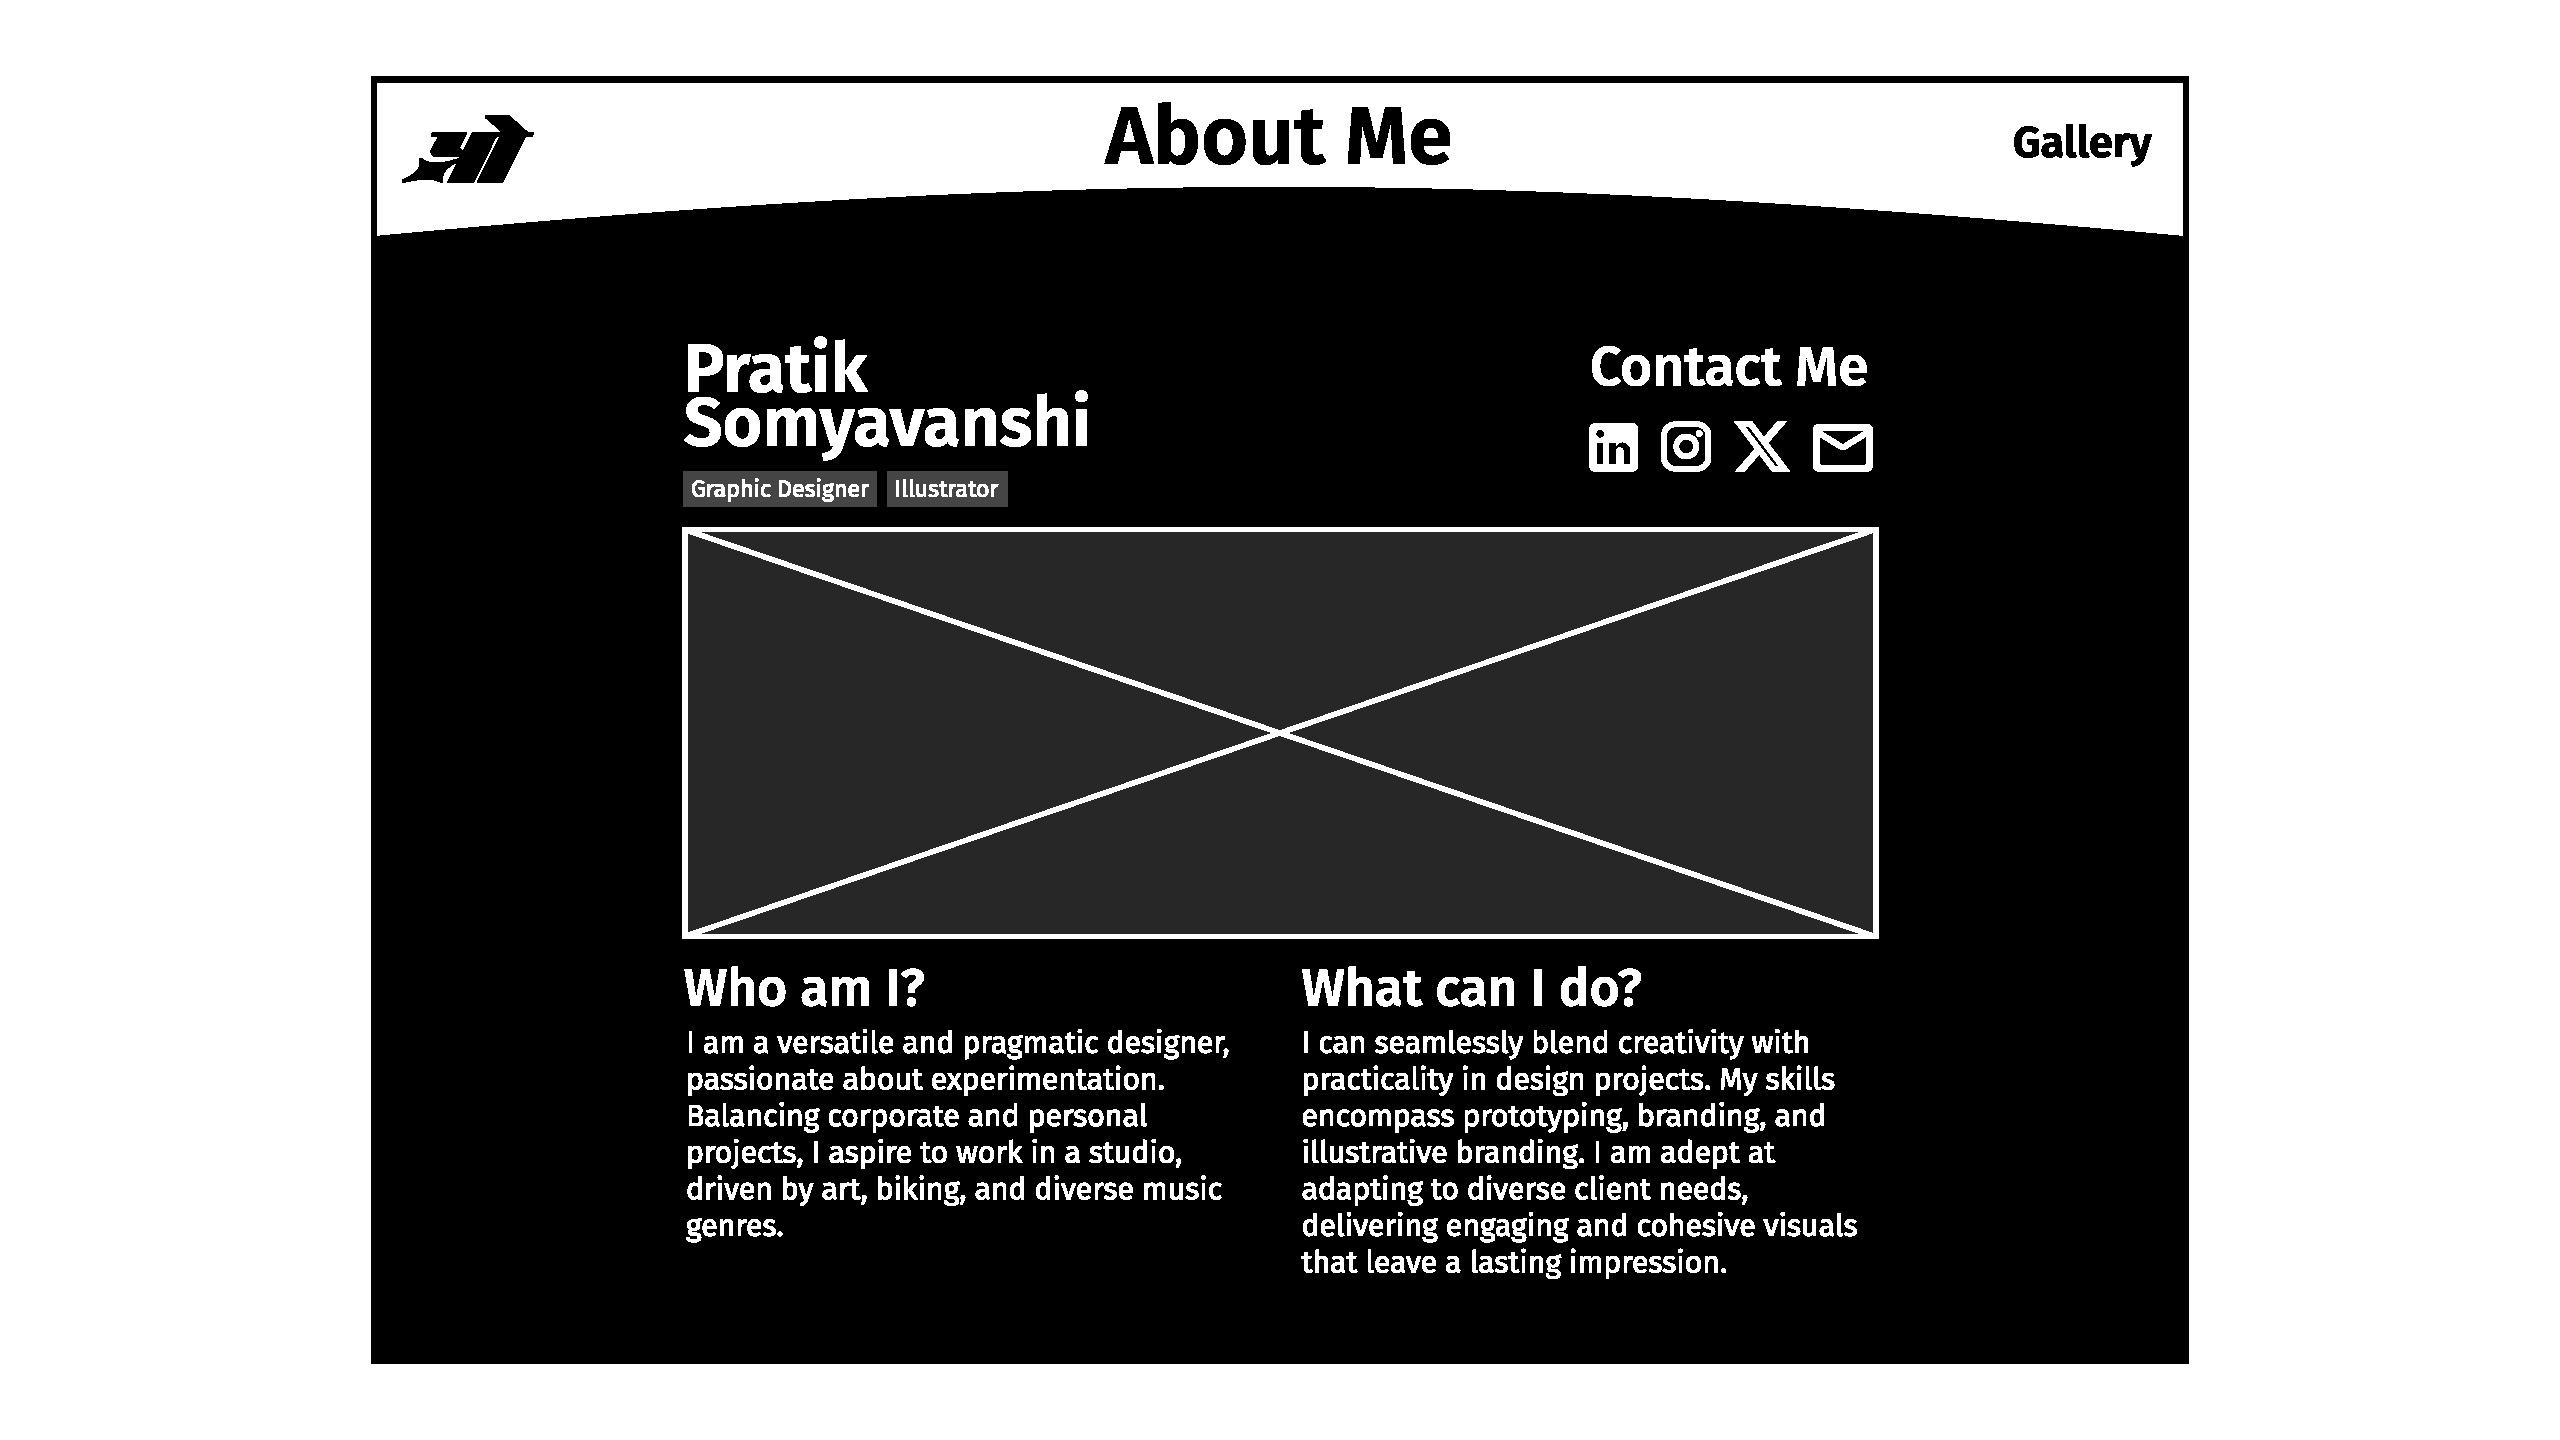 About Me
Gallery
Pratik
Somyavanshi
Graphic Designer
Illustrator
Contact Me
in
Who am I?
I am a versatile and pragmatic designer,
passionate about experimentation.
Balancing corporate and personal
projects, I aspire to work in a studio,
driven by art, biking, and diverse music
genres.
What can I do?
I can seamlessly blend creativity with
practicality in design projects. My skills
encompass prototyping, branding, and
illustrative branding. I am adept at
adapting to diverse client needs,
delivering engaging and cohesive visuals
that leave a lasting impression.